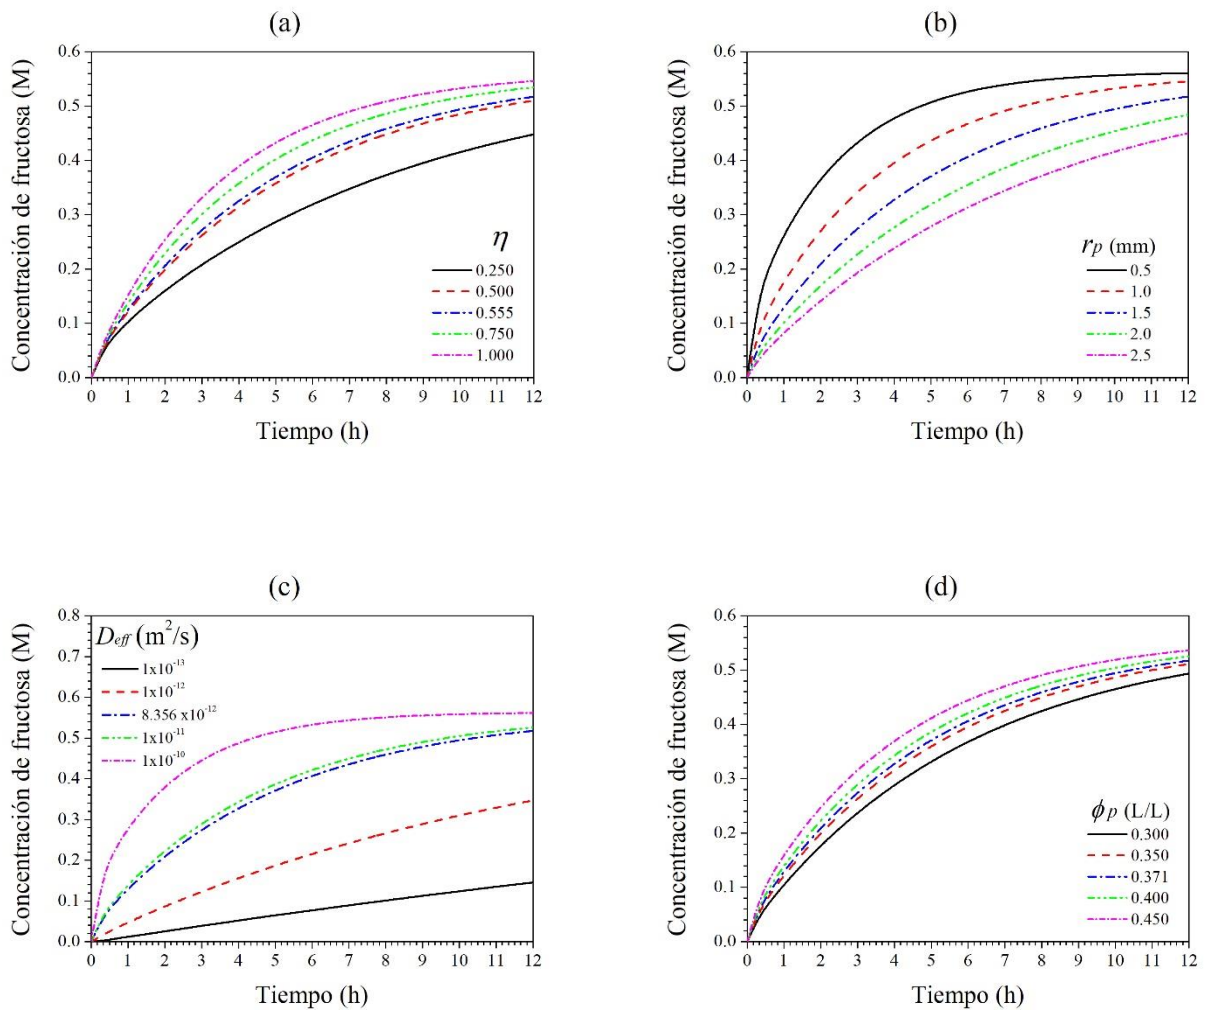 (a)
Concentración de fructosa (M)
0.6
0.5
0.4
0.3
0.2
0.1
0.0
η
0.250
0.500
0.555
0.750
1.000
0 1 2 3 4 5 6 7 8 9 10 11 12
Tiempo (h)
(b)
Concentración de fructosa (M)
0.6
0.5
0.4
0.3
0.2
0.1
0.0
rp (mm)
0.5
1.0
1.5
2.0
2.5
0 1 2 3 4 5 6 7 8 9 10 11 12
Tiempo (h)
(c)
Concentración de fructosa (M)
0.8
0.7
0.6
0.5
0.4
0.3
0.2
0.1
0.0
Deff (m²/s)
1x10⁻¹³
1x10⁻¹²
8.356 x10⁻¹²
1x10⁻¹¹
1x10⁻¹⁰
0 1 2 3 4 5 6 7 8 9 10 11 12
Tiempo (h)
(d)
Concentración de fructosa (M)
0.6
0.5
0.4
0.3
0.2
0.1
0.0
ϕp (L/L)
0.300
0.350
0.371
0.400
0.450
0 1 2 3 4 5 6 7 8 9 10 11 12
Tiempo (h)